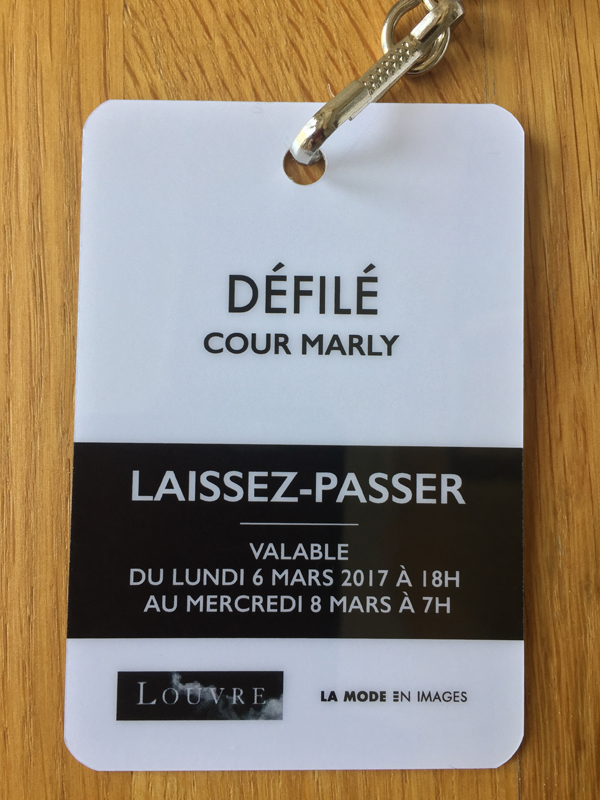 DÉFILÉ
COUR MARLY
LAISSEZ-PASSER
VALABLE
DU LUNDI 6 MARS 2017 À 18H
AU MERCREDI 8 MARS À 7H
LOUVRE
LA MODE EN IMAGES